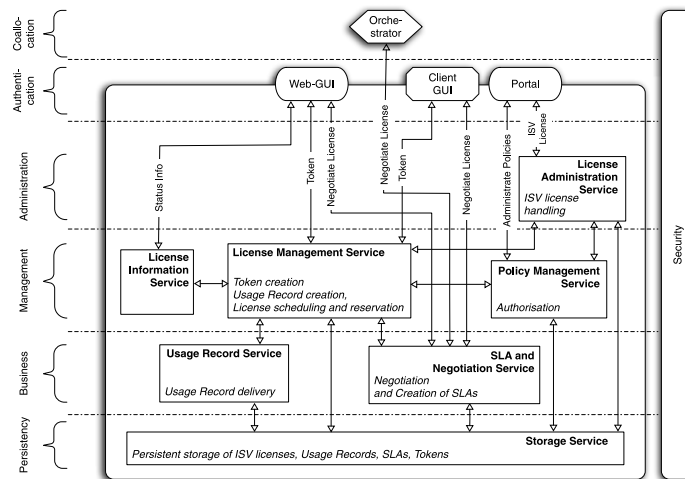 Coallo-
cation
Orche-
strator
Authenti-
cation
Web-GUI
Client
GUI
Portal
Administration
Status Info
Token
Negotiate License
Negotiate License
Token
Negotiate License
Administrate Policies
ISV
License
License
Administration
Service
ISV license
handling
Security
Management
License
Information
Service
License Management Service
Token creation
Usage Record creation,
License scheduling and reservation
Policy Management
Service
Authorisation
Business
Usage Record Service
Usage Record delivery
SLA and
Negotiation Service
Negotiation
and Creation of SLAs
Persistency
Storage Service
Persistent storage of ISV licenses, Usage Records, SLAs, Tokens